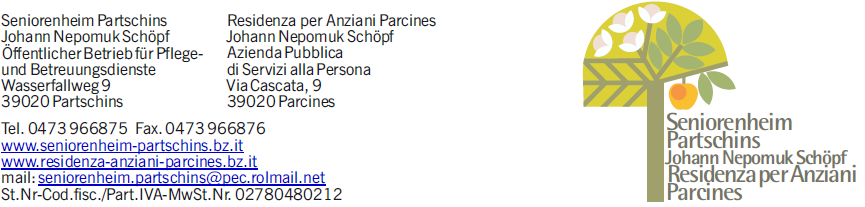 Seniorenheim Partschins
Johann Nepomuk Schöpf
Öffentlicher Betrieb für Pflege-
und Betreuungsdienste
Wasserfallweg 9
39020 Partschins
Residenza per Anziani Parcines
Johann Nepomuk Schöpf
Azienda Pubblica
di Servizi alla Persona
Via Cascata, 9
39020 Parcines
Tel. 0473 966875 Fax. 0473 966876
www.seniorenheim-partschins.bz.it
www.residenza-anziani-parcines.bz.it
mail: seniorenheim.partschins@pec.rolmail.net
St.Nr-Cod.fisc./Part.IVA-MwSt.Nr. 02780480212
Seniorenheim
Partschins
Johann Nepomuk Schöpf
Residenza per Anziani
Parcines